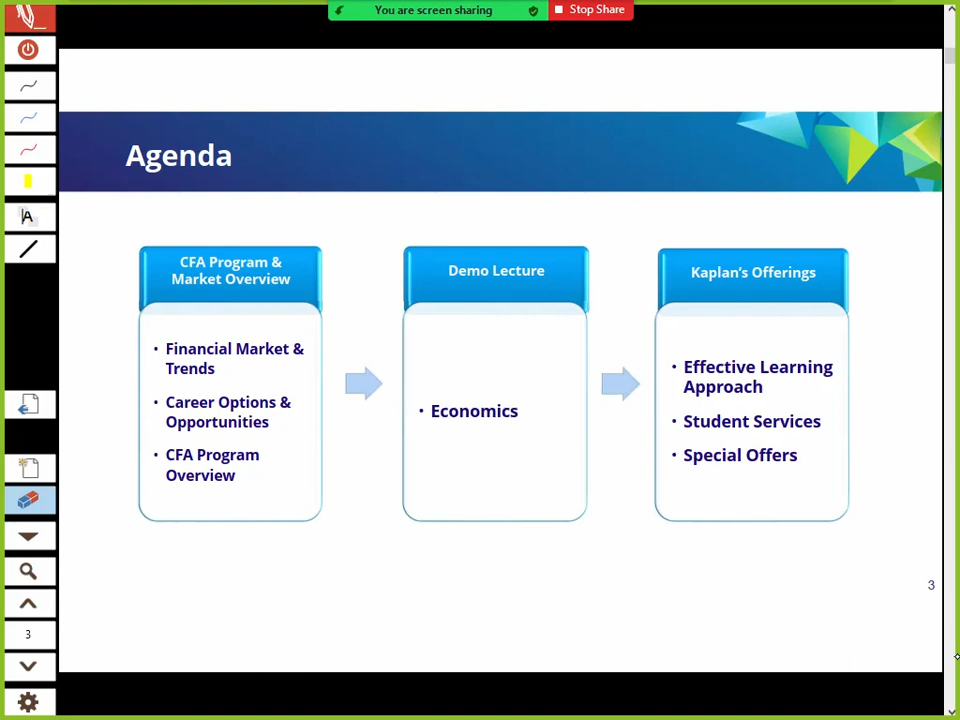 You are screen sharing
Stop Share
Agenda
CFA Program &
Market Overview
• Financial Market &
Trends
• Career Options &
Opportunities
• CFA Program
Overview
Demo Lecture
• Economics
Kaplan's Offerings
• Effective Learning
Approach
• Student Services
• Special Offers
3
A
3